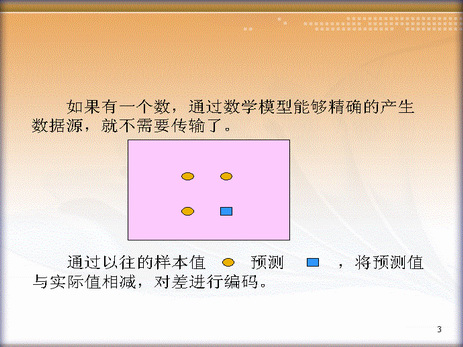 如果有一个数，通过数学模型能够精确的产生
数据源，就不需要传输了。
通过以往的样本值 预测 ，将预测值
与实际值相减，对差进行编码。
3